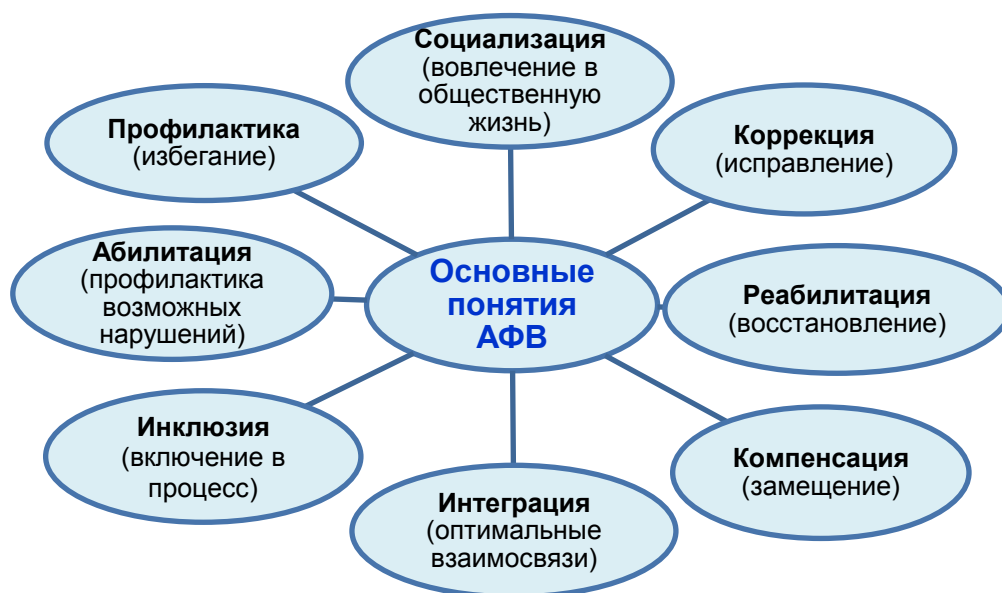 Социализация
(вовлечение в
общественную
жизнь)
Профилактика
(избегание)
Коррекция
(исправление)
Абилитация
(профилактика
возможных
нарушений)
Основные
понятия
АФВ
Реабилитация
(восстановление)
Инклюзия
(включение в
процесс)
Компенсация
(замещение)
Интеграция
(оптимальные
взаимосвязи)